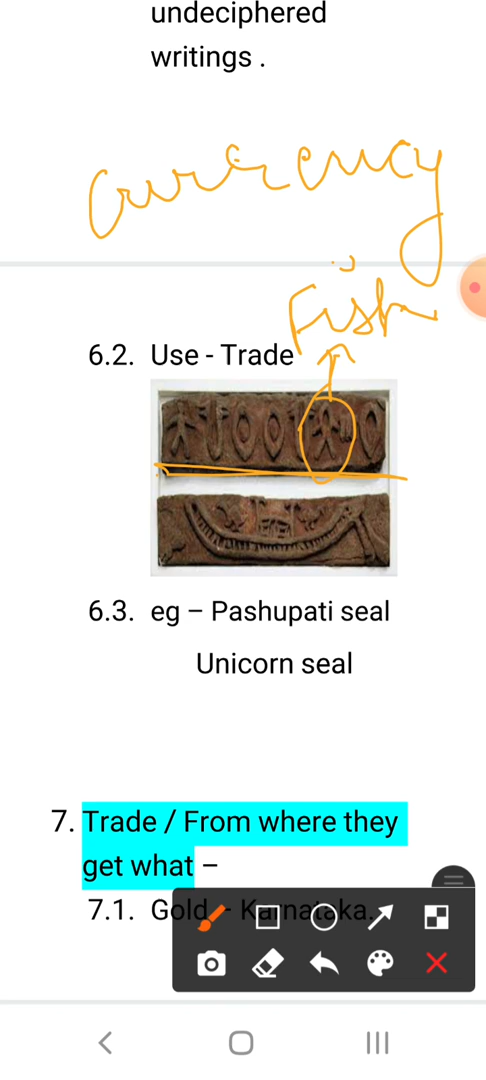 undeciphered
writings .
Currency
Fish
6.2. Use - Trade
6.3. eg – Pashupati seal
Unicorn seal
7. Trade / From where they
get what –
7.1. Gold - Karnataka.